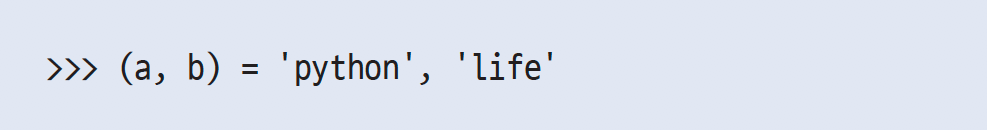 >>> (a, b) = 'python', 'life'